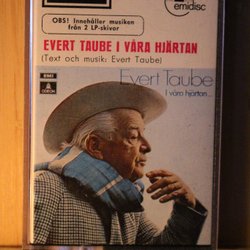 emidisc
OBS! Innehåller musiken
från 2 LP-skivor
EVERT TAUBE I VÅRA HJÄRTAN
(Text och musik: Evert Taube)
Evert Taube
I våra hjärtan...
EMI
ODEON